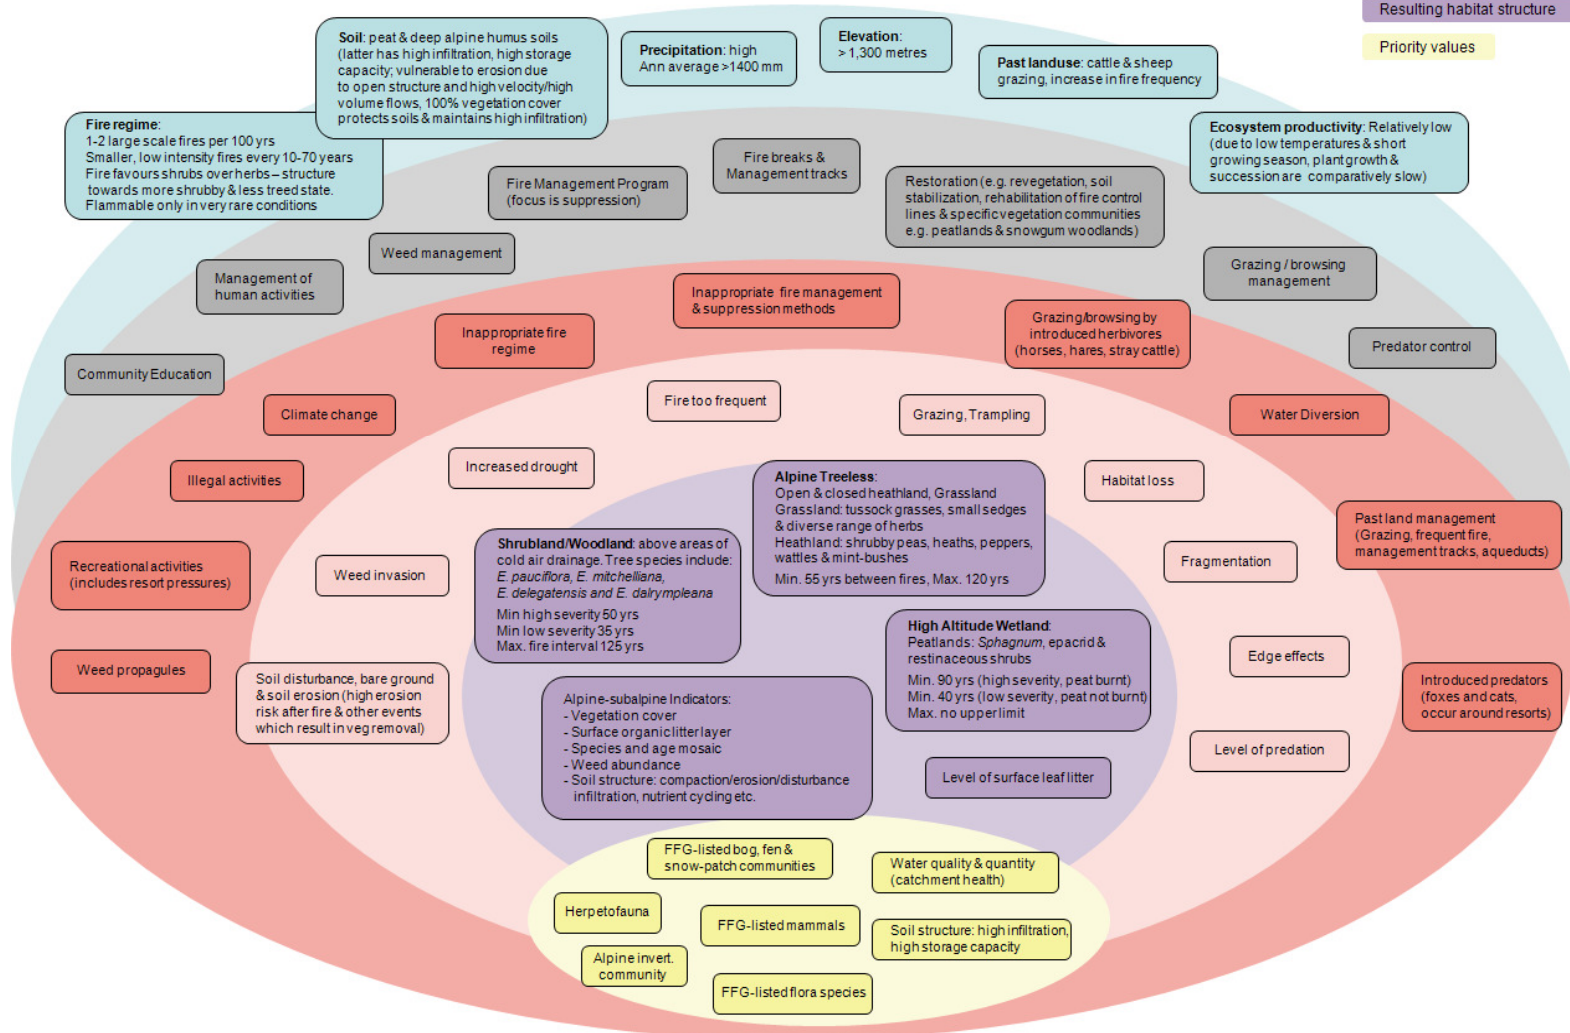 Resulting habitat structure
Priority values
Soil: peat & deep alpine humus soils
(latter has high infiltration, high storage
capacity; vulnerable to erosion due
to open structure and high velocity/high
volume flows, 100% vegetation cover
protects soils & maintains high infiltration)
Precipitation: high
Ann average >1400 mm
Elevation:
> 1,300 metres
Past landuse: cattle & sheep
grazing, increase in fire frequency
Fire regime:
1-2 large scale fires per 100 yrs
Smaller, low intensity fires every 10-70 years
Fire favours shrubs over herbs – structure
towards more shrubby & less treed state.
Flammable only in very rare conditions
Ecosystem productivity: Relatively low
(due to low temperatures & short
growing season, plant growth &
succession are comparatively slow)
Fire Management Program
(focus is suppression)
Fire breaks &
Management tracks
Restoration (e.g. revegetation, soil
stabilization, rehabilitation of fire control
lines & specific vegetation communities
e.g. peatlands & snowgum woodlands)
Weed management
Management of
human activities
Grazing / browsing
management
Community Education
Predator control
Inappropriate fire management
& suppression methods
Inappropriate fire
regime
Grazing/browsing by
introduced herbivores
(horses, hares, stray cattle)
Climate change
Water Diversion
Illegal activities
Past land management
(Grazing, frequent fire,
management tracks, aqueducts)
Recreational activities
(includes resort pressures)
Weed propagules
Introduced predators
(foxes and cats,
occur around resorts)
Fire too frequent
Grazing, Trampling
Increased drought
Habitat loss
Weed invasion
Fragmentation
Soil disturbance, bare ground
& soil erosion (high erosion
risk after fire & other events
which result in veg removal)
Edge effects
Level of predation
Alpine Treeless:
Open & closed heathland, Grassland
Grassland: tussock grasses, small sedges
& diverse range of herbs
Heathland: shrubby peas, heaths, peppers,
wattles & mint-bushes
Min. 55 yrs between fires, Max. 120 yrs
Shrubland/Woodland: above areas of
cold air drainage. Tree species include:
E. pauciflora, E. mitchelliana,
E. delegatensis and E. dalrympleana
Min high severity 50 yrs
Min low severity 35 yrs
Max. fire interval 125 yrs
High Altitude Wetland:
Peatlands: Sphagnum, epacrid &
restinaceous shrubs
Min. 90 yrs (high severity, peat burnt)
Min. 40 yrs (low severity, peat not burnt)
Max. no upper limit
Alpine-subalpine Indicators:
- Vegetation cover
- Surface organic litter layer
- Species and age mosaic
- Weed abundance
- Soil structure: compaction/erosion/disturbance
infiltration, nutrient cycling etc.
Level of surface leaf litter
FFG-listed bog, fen &
snow-patch communities
Water quality & quantity
(catchment health)
Herpetofauna
FFG-listed mammals
Soil structure: high infiltration,
high storage capacity
Alpine invert.
community
FFG-listed flora species